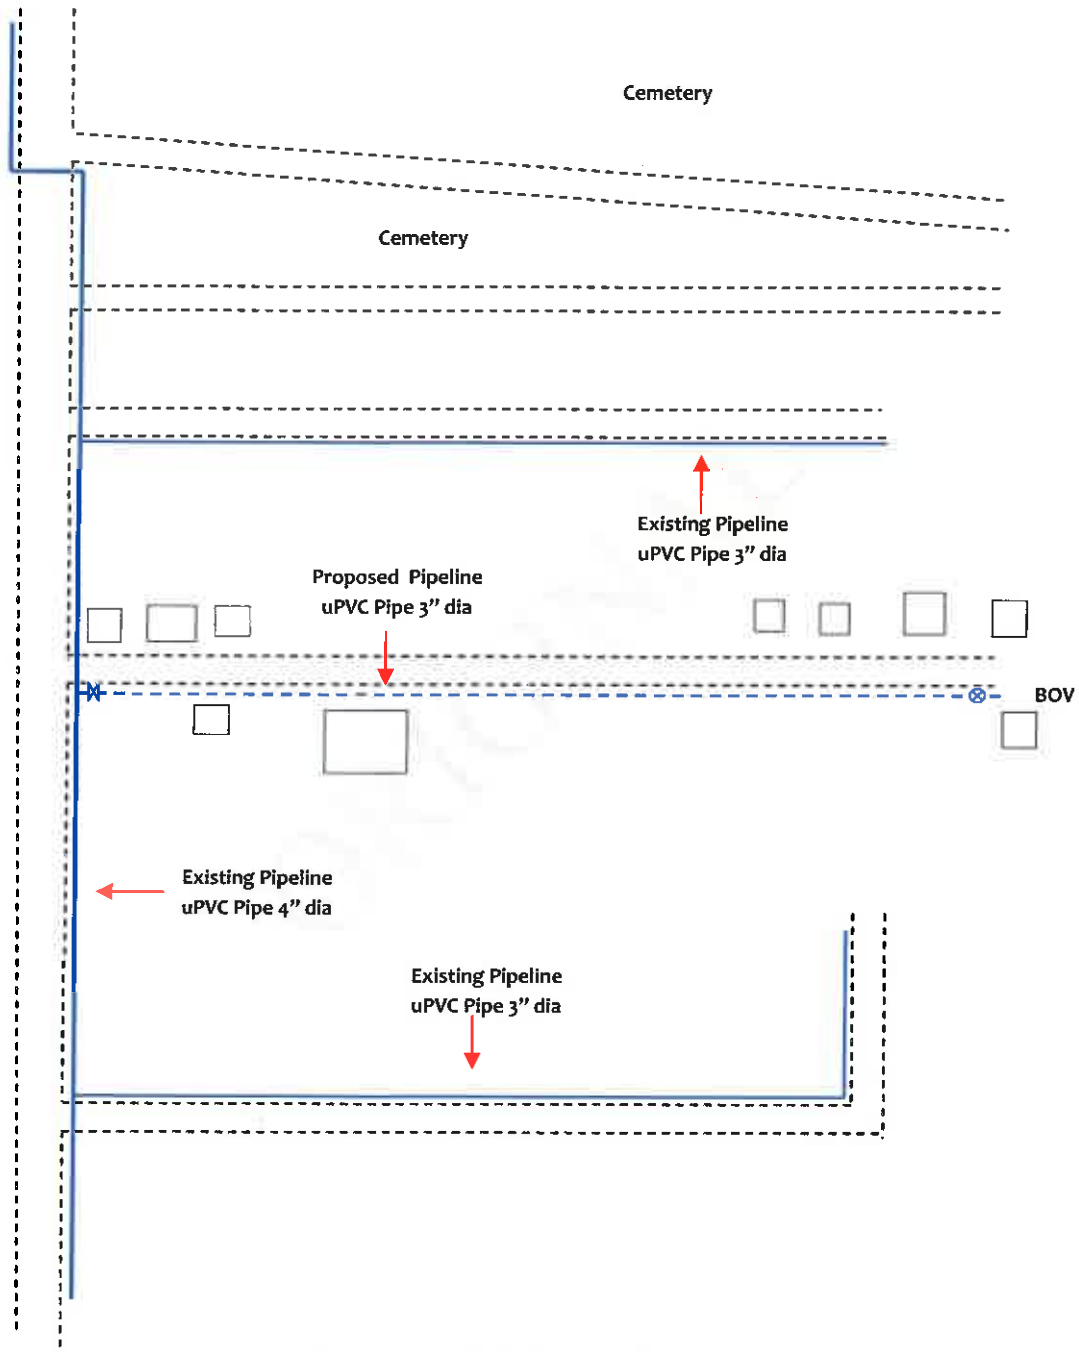 Cemetery
Cemetery
Existing Pipeline
uPVC Pipe 3” dia
Proposed Pipeline
uPVC Pipe 3” dia
BOV
Existing Pipeline
uPVC Pipe 4” dia
Existing Pipeline
uPVC Pipe 3” dia